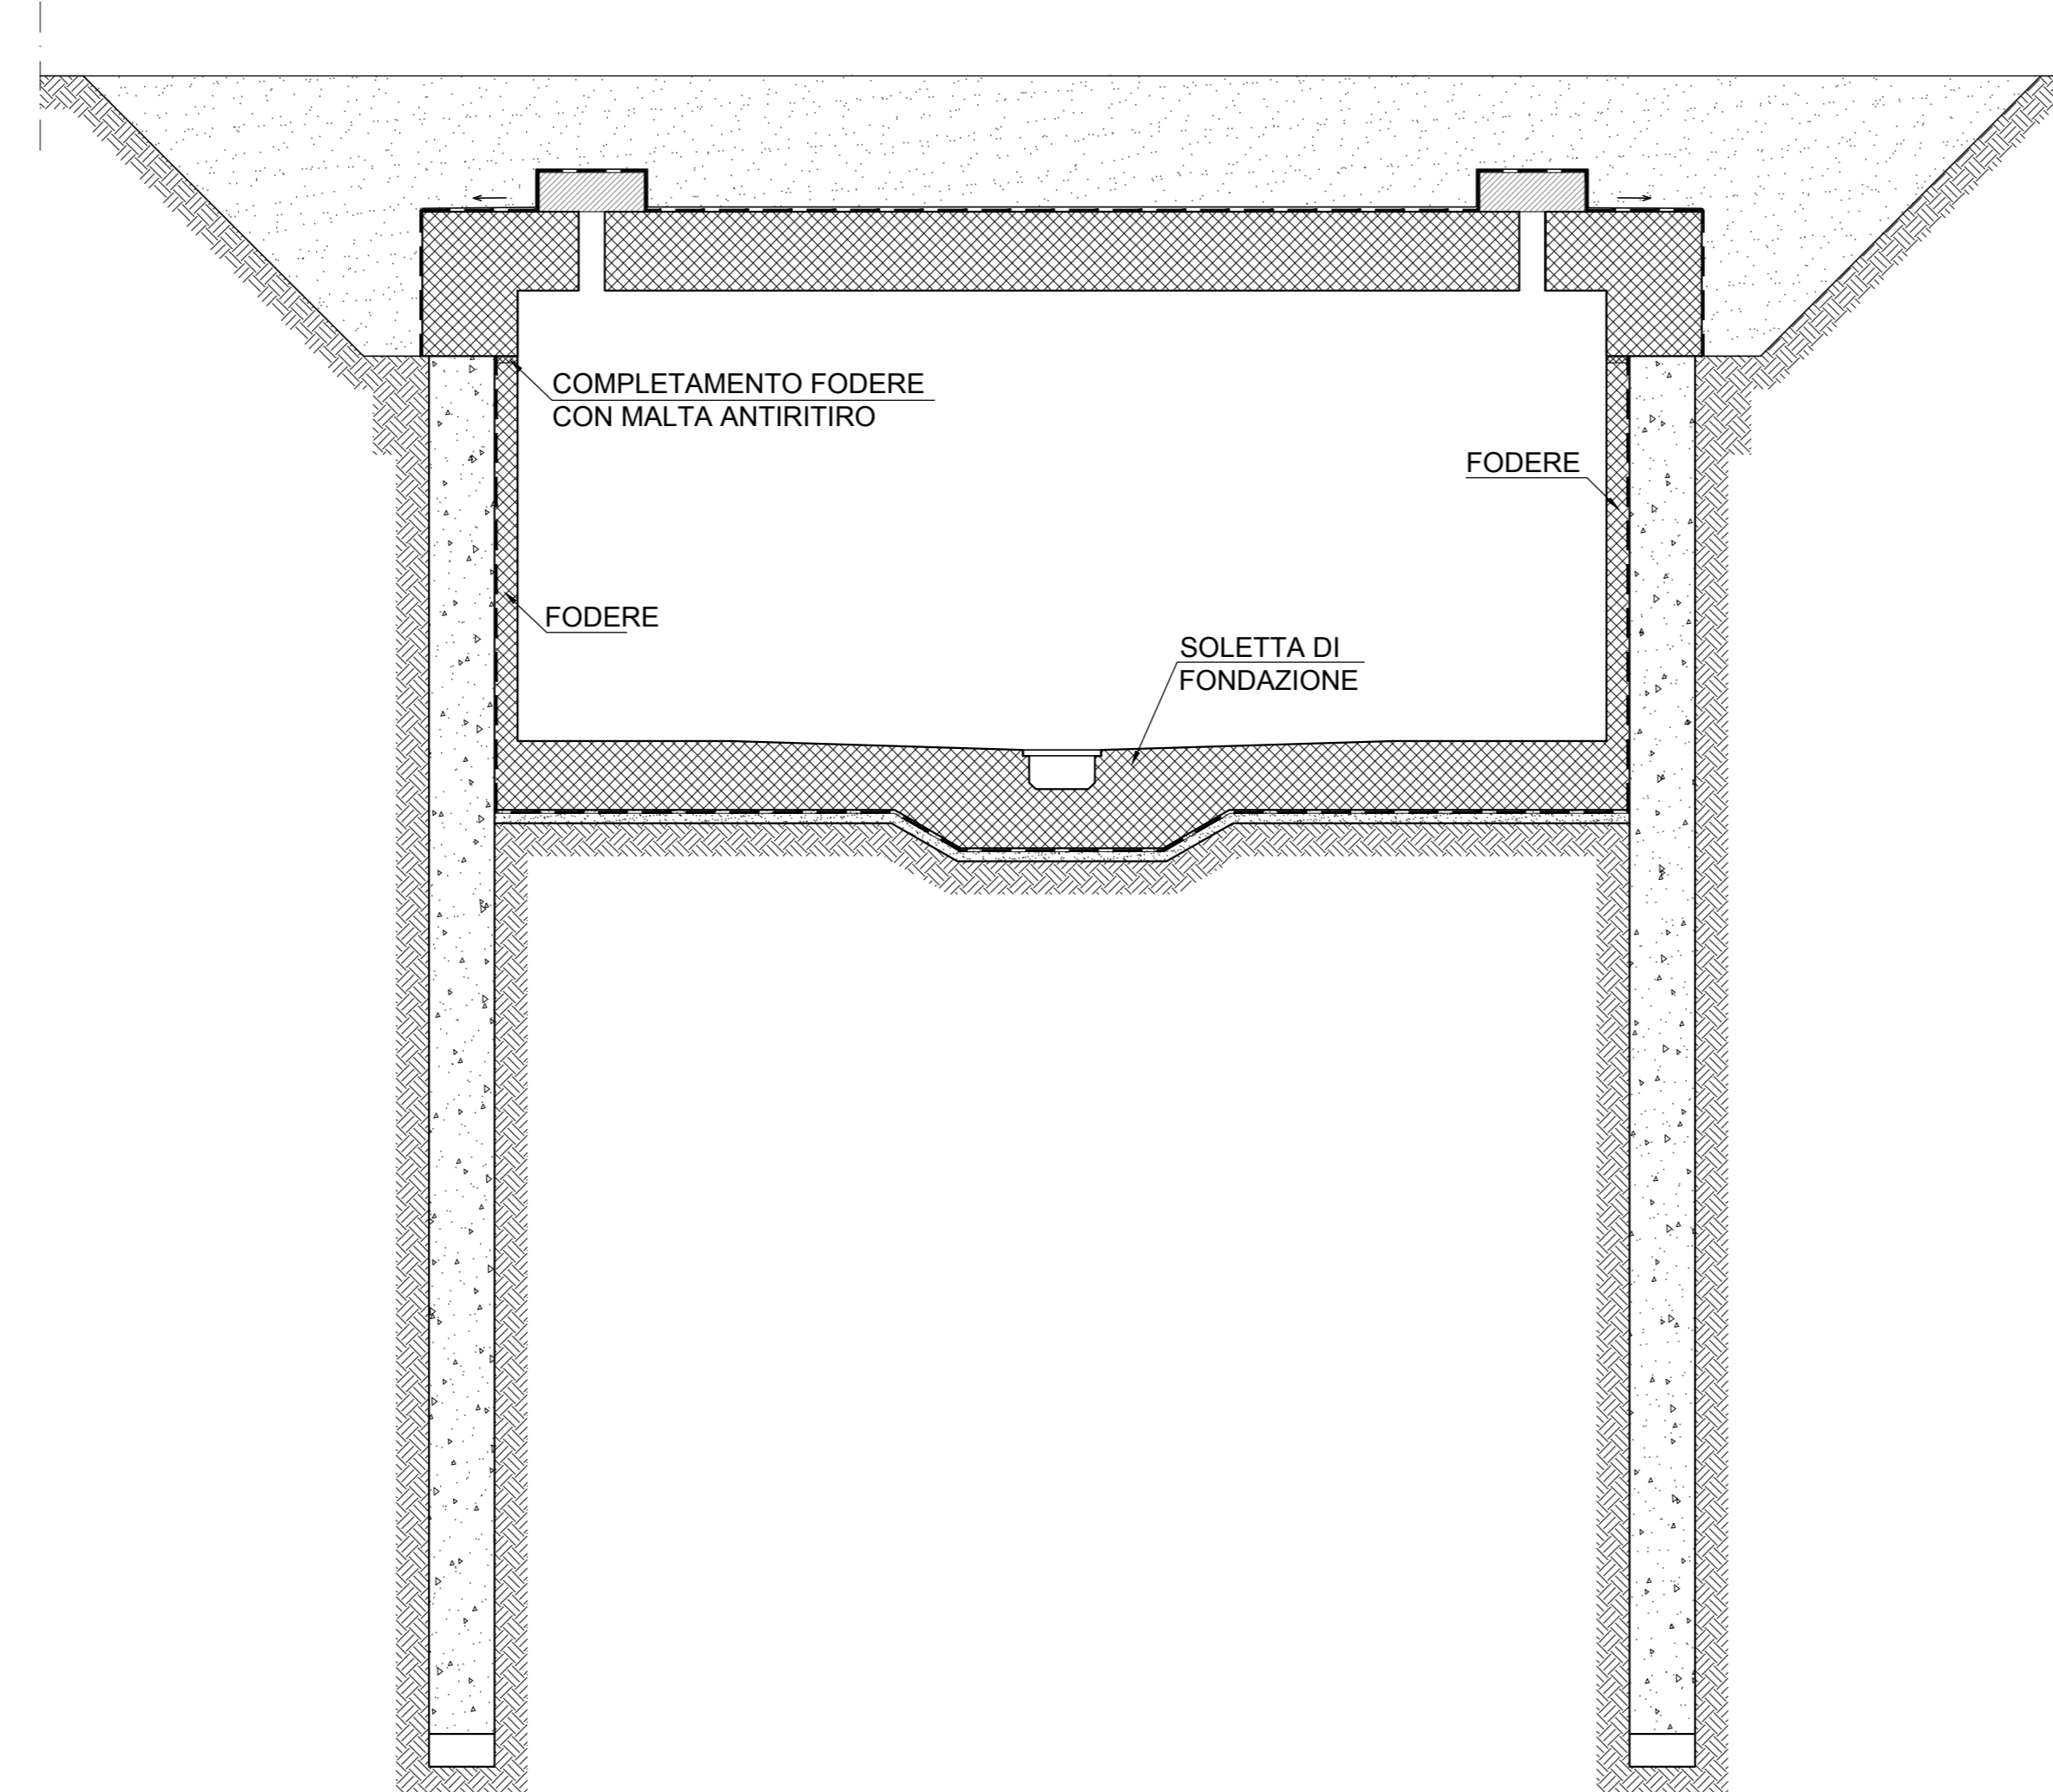 COMPLETAMENTO FODERE
CON MALTA ANTIRITIRO
FODERE
FODERE
SOLETTA DI
FONDAZIONE